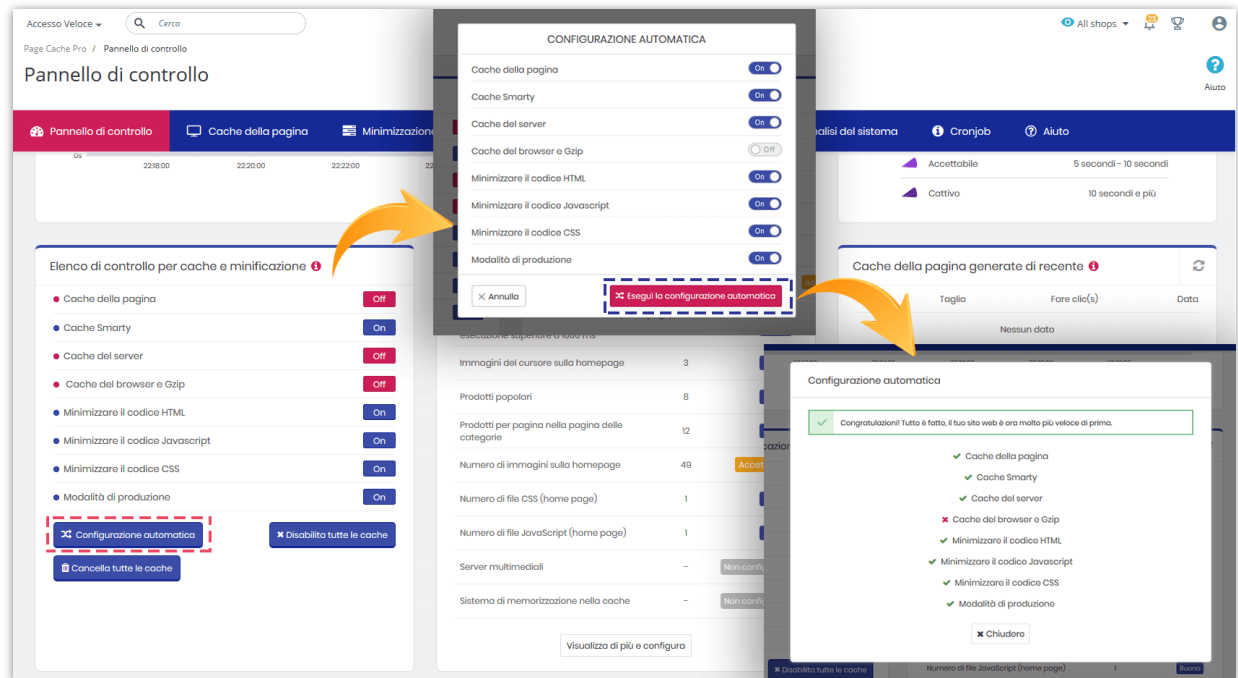 Accesso Veloce
Cerca
All shops
23
Page Cache Pro / Pannello di controllo
Pannello di controllo
Aiuto
Pannello di controllo
Cache della pagina
Minimizzazione
nalisi del sistema
Cronjob
Aiuto
0s
22:18:00
22:20:00
22:22:00
Accettabile
5 secondi - 10 secondi
Cattivo
10 secondi e più
Elenco di controllo per cache e minificazione
Cache della pagina Off
Cache Smarty On
Cache del server Off
Cache del browser e Gzip Off
Minimizzare il codice HTML On
Minimizzare il codice Javascript On
Minimizzare il codice CSS On
Modalità di produzione On
Configurazione automatica
Disabilita tutte le cache
Cancella tutte le cache
CONFIGURAZIONE AUTOMATICA
Cache della pagina On
Cache Smarty On
Cache del server On
Cache del browser e Gzip Off
Minimizzare il codice HTML On
Minimizzare il codice Javascript On
Minimizzare il codice CSS On
Modalità di produzione On
Annulla
Esegui la configurazione automatica
esecuzione superiore a 1000 ms
Immagini del cursore sulla homepage 3
Prodotti popolari 8
Prodotti per pagina nella pagina delle
categorie
12
Numero di immagini sulla homepage 49 Accet
Numero di file CSS (home page) 1
Numero di file JavaScript (home page) 1
Server multimediali - Non confi
Sistema di memorizzazione nella cache - Non confi
Visualizza di più e configura
Cache della pagina generate di recente
Taglia
Fare clic(s)
Data
Nessun dato
Configurazione automatica
Congratulazioni! Tutto è fatto, il tuo sito web è ora molto più veloce di prima.
Cache della pagina
Cache Smarty
Cache del server
Cache del browser e Gzip
Minimizzare il codice HTML
Minimizzare il codice Javascript
Minimizzare il codice CSS
Modalità di produzione
Chiudere
Disabilita tutte le cache
Numero di file JavaScript (home page) 1 Buono